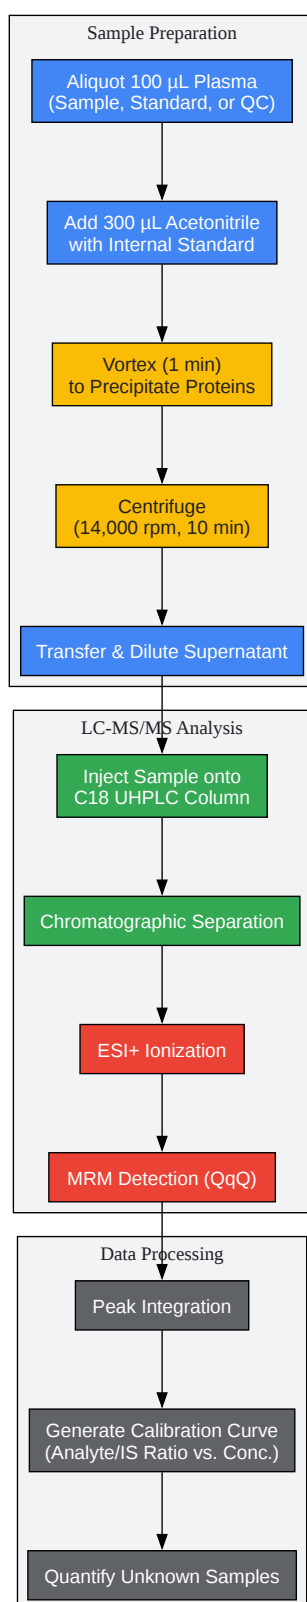 Sample Preparation
Aliquot 100 µL Plasma
(Sample, Standard, or QC)
Add 300 µL Acetonitrile
with Internal Standard
Vortex (1 min)
to Precipitate Proteins
Centrifuge
(14,000 rpm, 10 min)
Transfer & Dilute Supernatant
LC-MS/MS Analysis
Inject Sample onto
C18 UHPLC Column
Chromatographic Separation
ESI+ Ionization
MRM Detection (QqQ)
Data Processing
Peak Integration
Generate Calibration Curve
(Analyte/IS Ratio vs. Conc.)
Quantify Unknown Samples